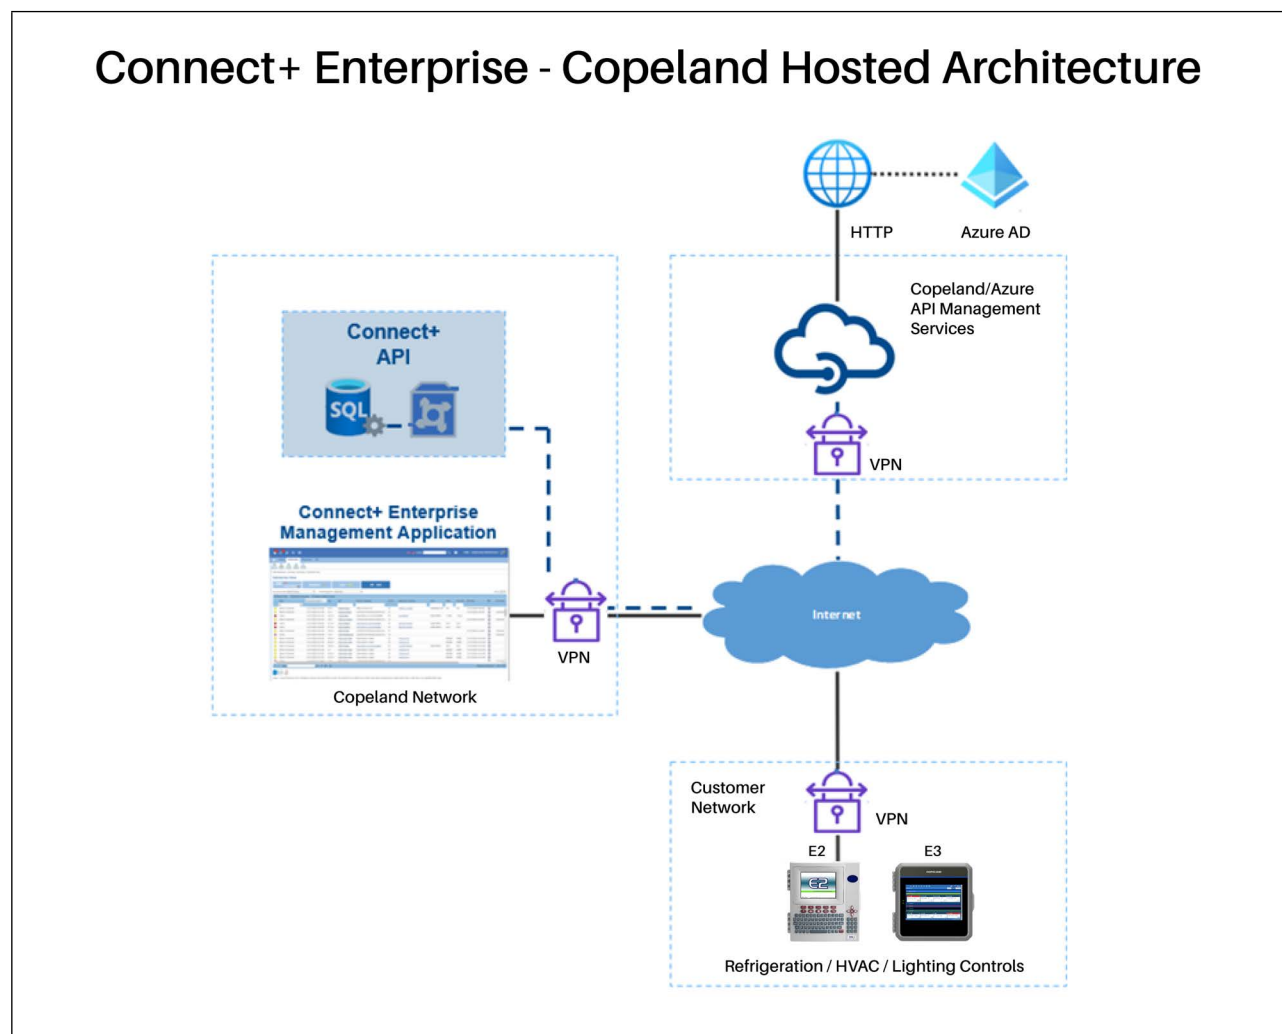 Connect+ Enterprise - Copeland Hosted Architecture
HTTP
Azure AD
Copeland/Azure
API Management
Services
VPN
Connect+
API
SQL
Connect+ Enterprise
Management Application
VPN
Copeland Network
Internet
Customer
Network
VPN
E2
E3
E2
COPELAND
Refrigeration / HVAC / Lighting Controls